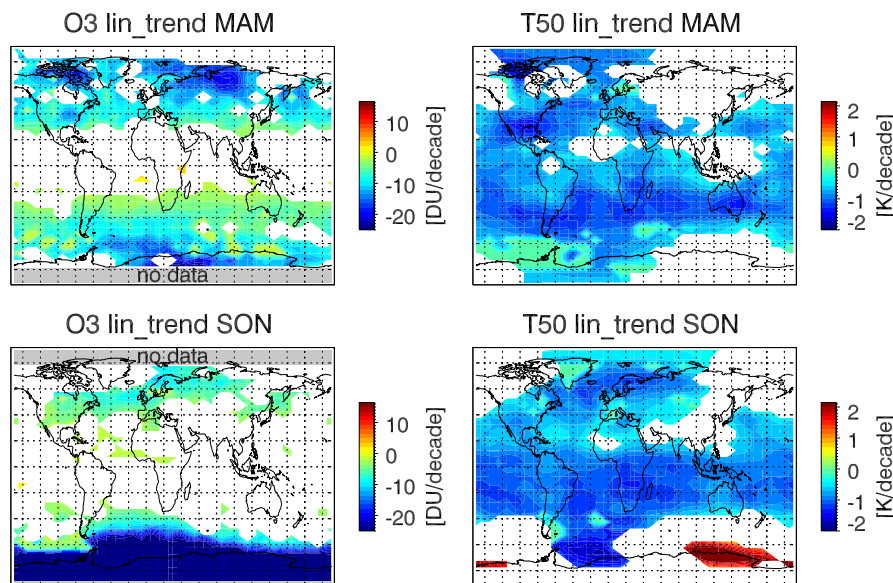 O3 lin_trend MAM
T50 lin_trend MAM
10
0
-10
-20
[DU/decade]
2
1
0
-1
-2
[K/decade]
no data
O3 lin_trend SON
T50 lin_trend SON
no data
10
0
-10
-20
[DU/decade]
2
1
0
-1
-2
[K/decade]